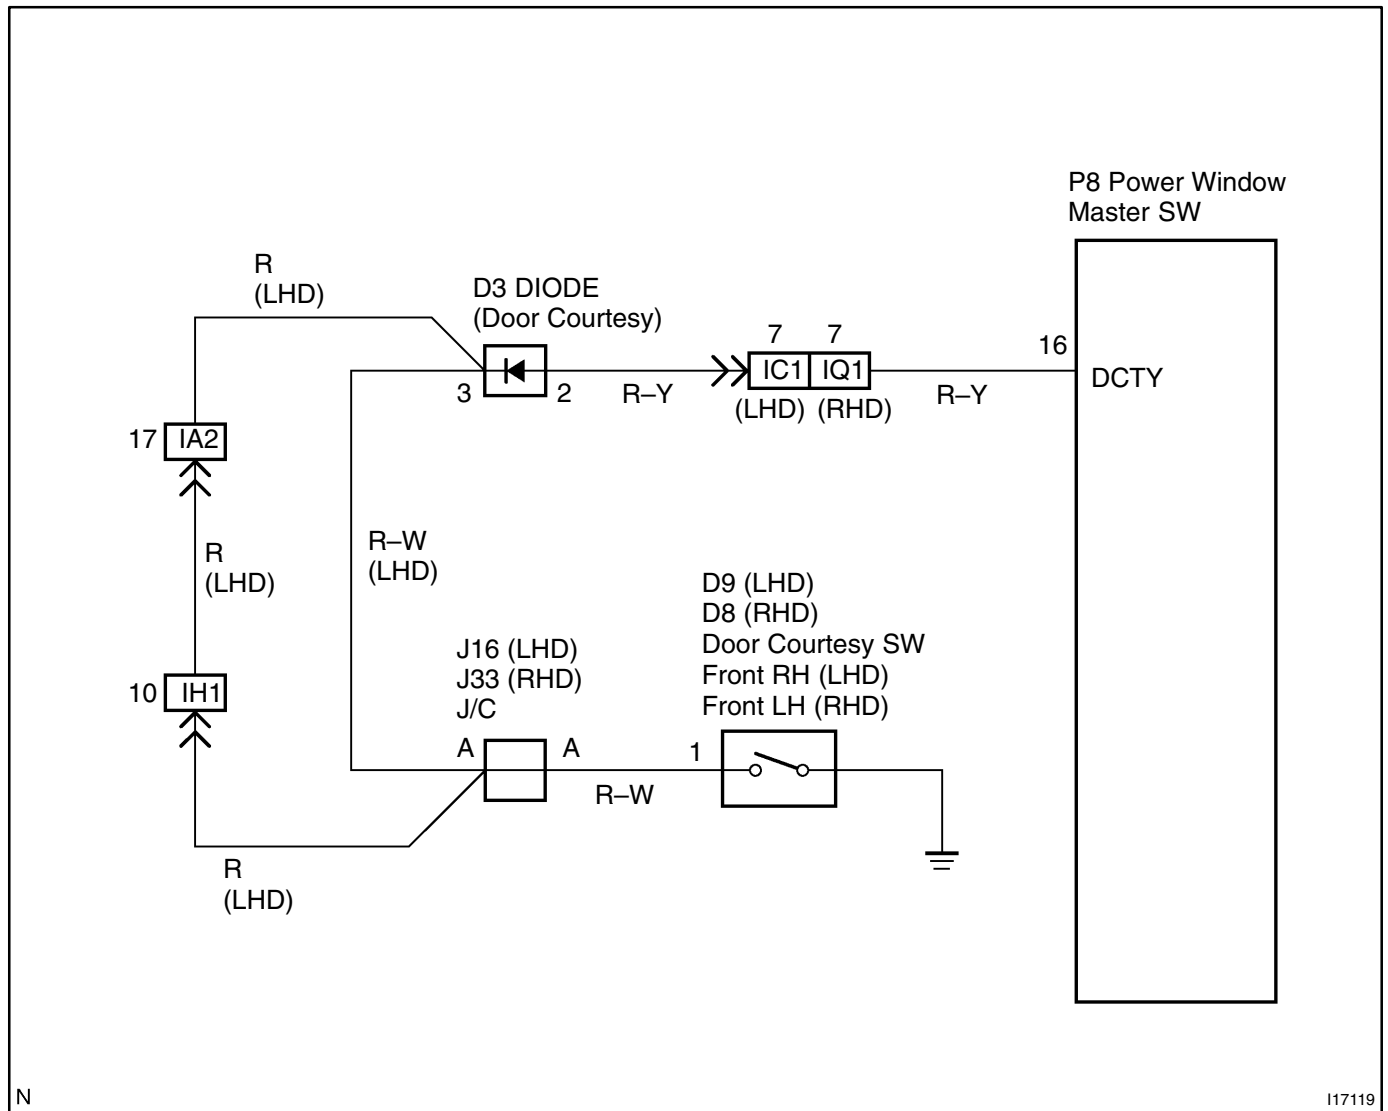 P8 Power Window
Master SW
R
(LHD)
D3 DIODE
(Door Courtesy)
7 7
16
IC1 IQ1
DCTY
3 2
R–Y
(LHD) (RHD)
R–Y
17 IA2
R–W
(LHD)
R
(LHD)
D9 (LHD)
D8 (RHD)
Door Courtesy SW
Front RH (LHD)
Front LH (RHD)
J16 (LHD)
J33 (RHD)
J/C
10 IH1
A A
1
R–W
R
(LHD)
N
I17119